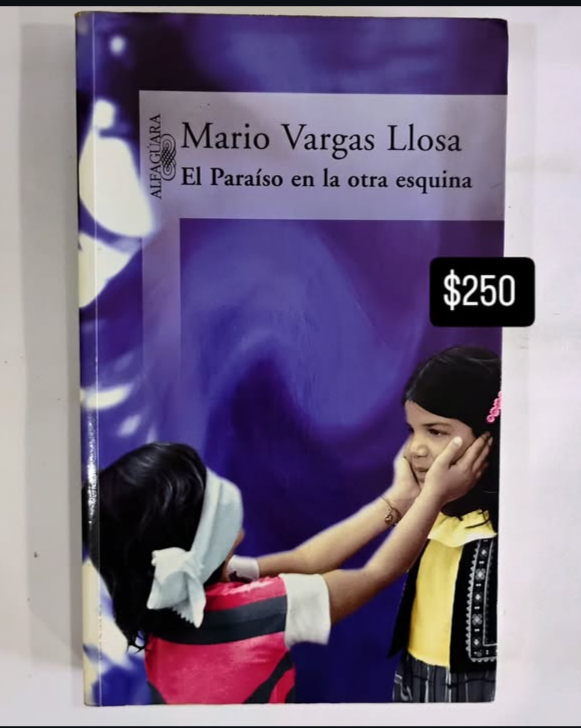 Mario Vargas Llosa
El Paraíso en la otra esquina
ALFAGUARA
$250